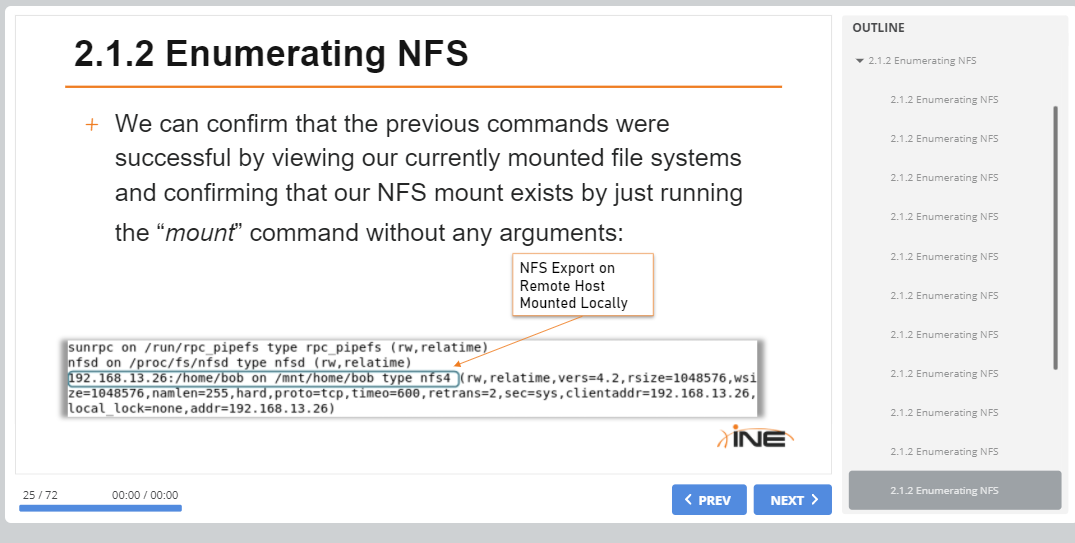 2.1.2 Enumerating NFS
+ We can confirm that the previous commands were
successful by viewing our currently mounted file systems
and confirming that our NFS mount exists by just running
the “mount” command without any arguments:
NFS Export on
Remote Host
Mounted Locally
sunrpc on /run/rpc_pipefs type rpc_pipefs (rw,relatime)
nfsd on /proc/fs/nfsd type nfsd (rw,relatime)
192.168.13.26:/home/bob on /mnt/home/bob type nfs4 (rw,relatime,vers=4.2,rsize=1048576,wsi
ze=1048576,namlen=255,hard,proto=tcp,timeo=600,retrans=2,sec=sys,clientaddr=192.168.13.26,
local_lock=none,addr=192.168.13.26)
INE
25 / 72
00:00 / 00:00
PREV
NEXT
OUTLINE
2.1.2 Enumerating NFS
2.1.2 Enumerating NFS
2.1.2 Enumerating NFS
2.1.2 Enumerating NFS
2.1.2 Enumerating NFS
2.1.2 Enumerating NFS
2.1.2 Enumerating NFS
2.1.2 Enumerating NFS
2.1.2 Enumerating NFS
2.1.2 Enumerating NFS
2.1.2 Enumerating NFS
2.1.2 Enumerating NFS